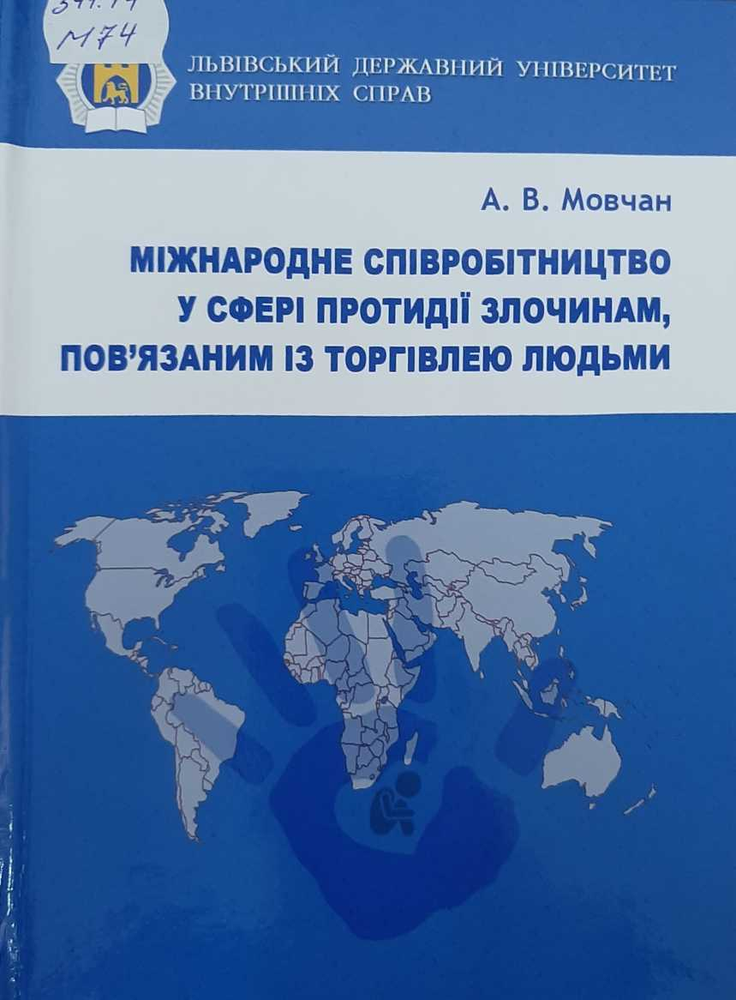 М74
ЛЬВІВСЬКИЙ ДЕРЖАВНИЙ УНІВЕРСИТЕТ
ВНУТРІШНІХ СПРАВ
А. В. Мовчан
МІЖНАРОДНЕ СПІВРОБІТНИЦТВО
У СФЕРІ ПРОТИДІЇ ЗЛОЧИНАМ,
ПОВ’ЯЗАНИМ ІЗ ТОРГІВЛЕЮ ЛЮДЬМИ